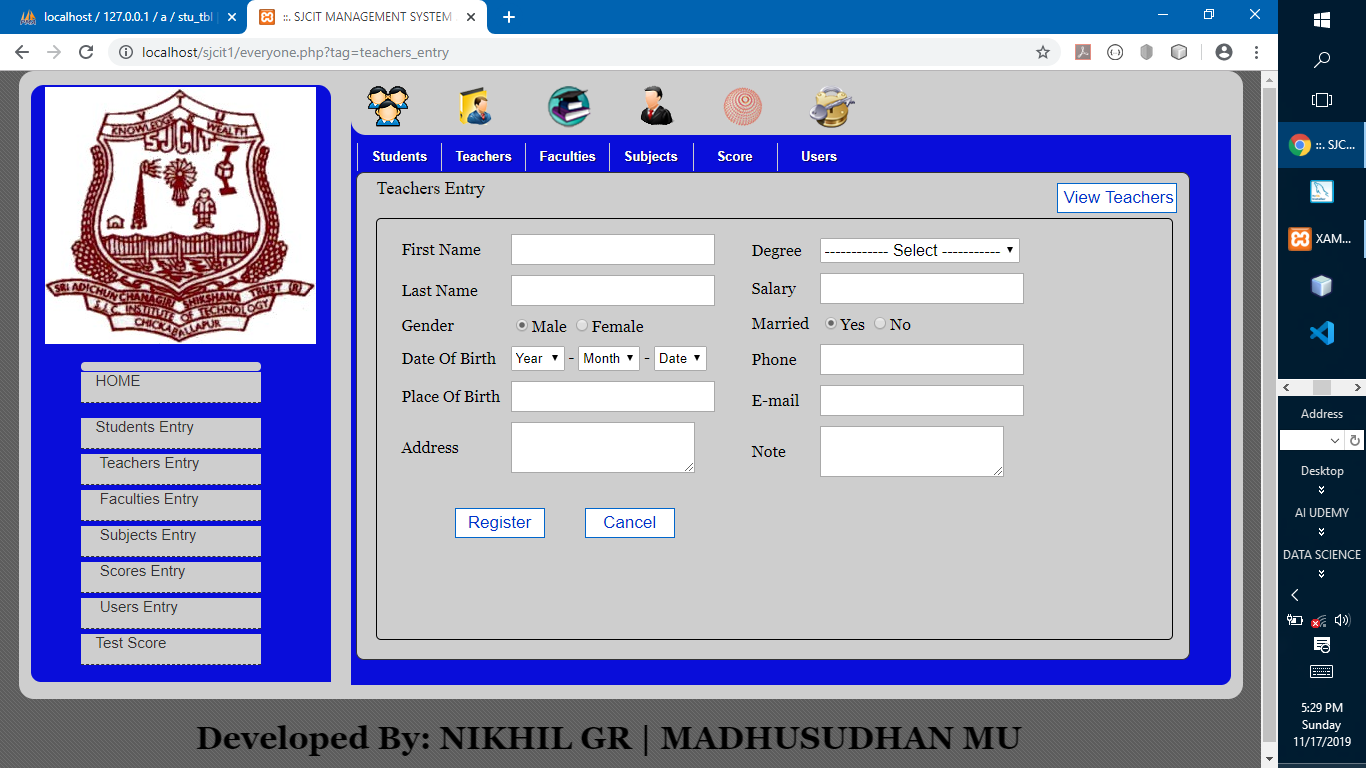 localhost / 127.0.0.1 / a / stu_tbl
::. SJCIT MANAGEMENT SYSTEM .
localhost/sjcit1/everyone.php?tag=teachers_entry
V T U
KNOWLEDGE WEALTH
SJCIT
SRI ADICHUNCHANAGIRI SHIKSHANA TRUST (R)
S.J.C. INSTITUTE OF TECHNOLOGY
CHICKABALLAPUR
HOME
Students Entry
Teachers Entry
Faculties Entry
Subjects Entry
Scores Entry
Users Entry
Test Score
Students Teachers Faculties Subjects Score Users
Teachers Entry
View Teachers
First Name
Last Name
Gender Male Female
Date Of Birth Year - Month - Date
Place Of Birth
Address
Degree ------------ Select -----------
Salary
Married Yes No
Phone
E-mail
Note
Register Cancel
Developed By: NIKHIL GR | MADHUSUDHAN MU
::. SJC...
XAM...
Address
Desktop
AI UDEMY
DATA SCIENCE
5:29 PM
Sunday
11/17/2019